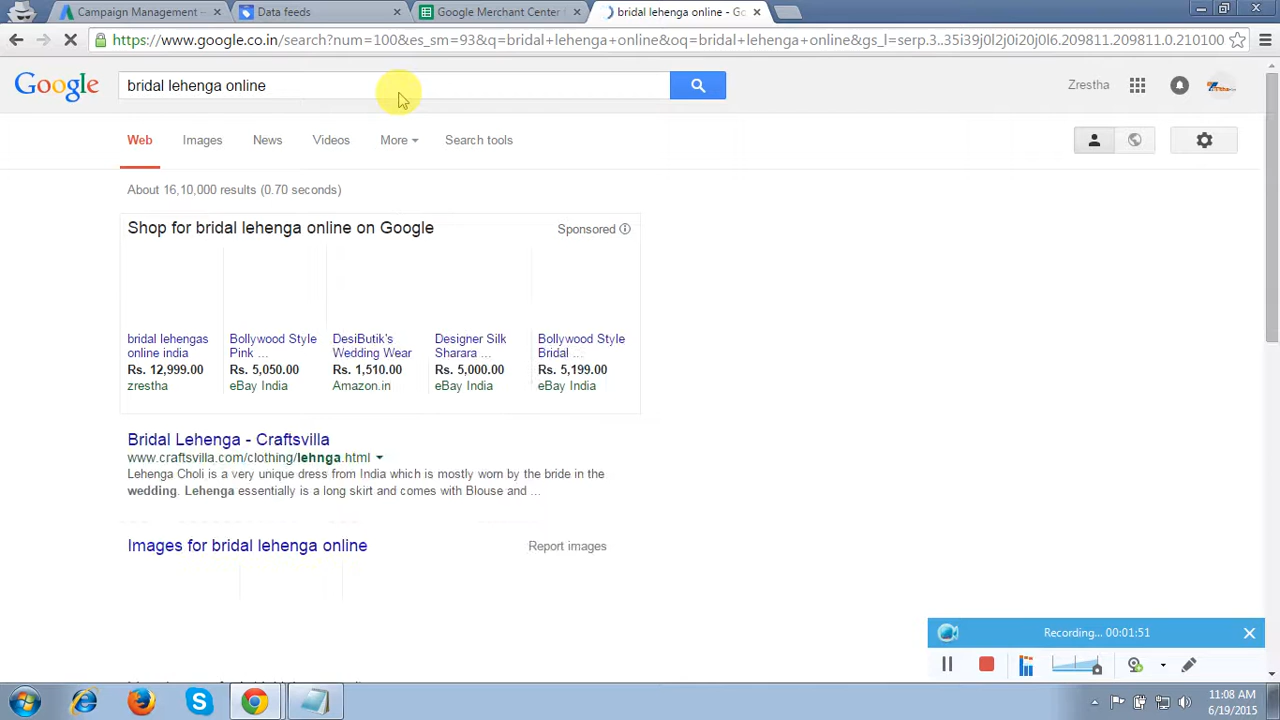 Campaign Management –
Data feeds
Google Merchant Center
bridal lehenga online - Go
https://www.google.co.in/search?num=100&es_sm=93&q=bridal+lehenga+online&oq=bridal+lehenga+online&gs_l=serp.3..35i39j0l2j0i20j0l6.209811.209811.0.210100
Google
bridal lehenga online
Zrestha
Web
Images
News
Videos
More
Search tools
About 16,10,000 results (0.70 seconds)
Shop for bridal lehenga online on Google
Sponsored
bridal lehengas
online india
Rs. 12,999.00
zrestha
Bollywood Style
Pink ...
Rs. 5,050.00
eBay India
DesiButik's
Wedding Wear
Rs. 1,510.00
Amazon.in
Designer Silk
Sharara ...
Rs. 5,000.00
eBay India
Bollywood Style
Bridal ...
Rs. 5,199.00
eBay India
Bridal Lehenga - Craftsvilla
www.craftsvilla.com/clothing/lehnga.html
Lehenga Choli is a very unique dress from India which is mostly worn by the bride in the
wedding. Lehenga essentially is a long skirt and comes with Blouse and ...
Images for bridal lehenga online
Report images
Recording... 00:01:51
11:08 AM
6/19/2015